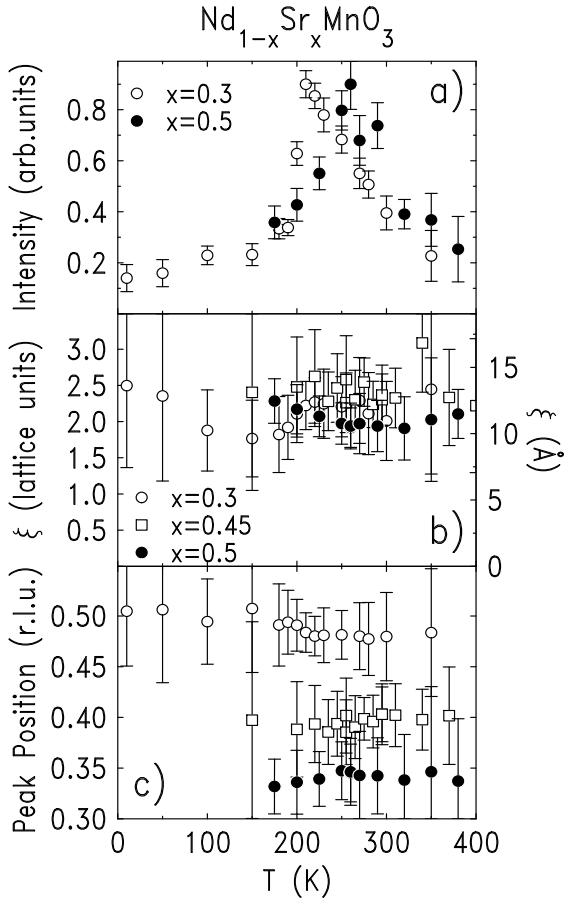 Nd1-xSrxMnO3
a)
x=0.3
x=0.5
Intensity (arb.units)
0.8
0.6
0.4
0.2
ξ (lattice units)
3.0
2.5
2.0
1.5
1.0
0.5
x=0.3
x=0.45
x=0.5
b)
15
10
5
0
ξ (Å)
Peak Position (r.l.u.)
0.50
0.45
0.40
0.35
0.30
c)
0 100 200 300 400
T (K)